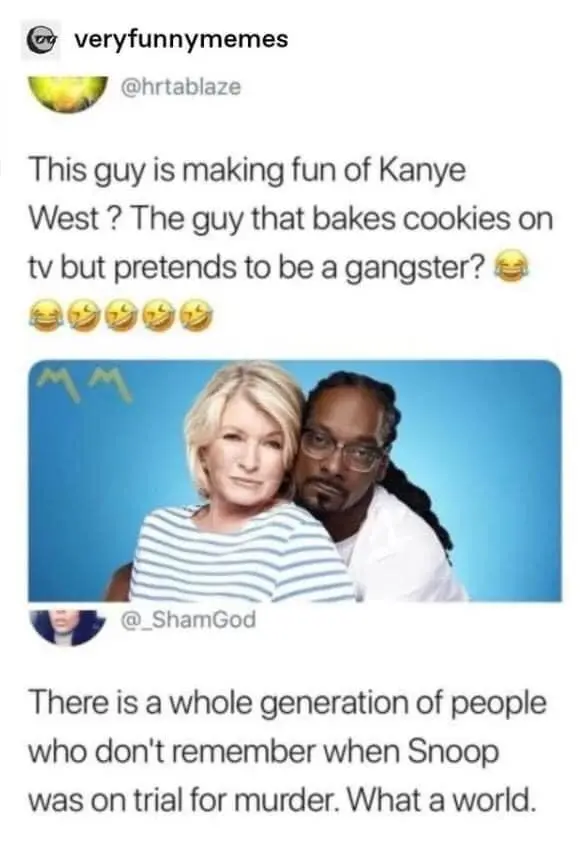 veryfunnymemes
@hrtablaze
This guy is making fun of Kanye
West ? The guy that bakes cookies on
tv but pretends to be a gangster? 😂
😂🤣🤣🤣🤣
MM
@_ShamGod
There is a whole generation of people
who don't remember when Snoop
was on trial for murder. What a world.